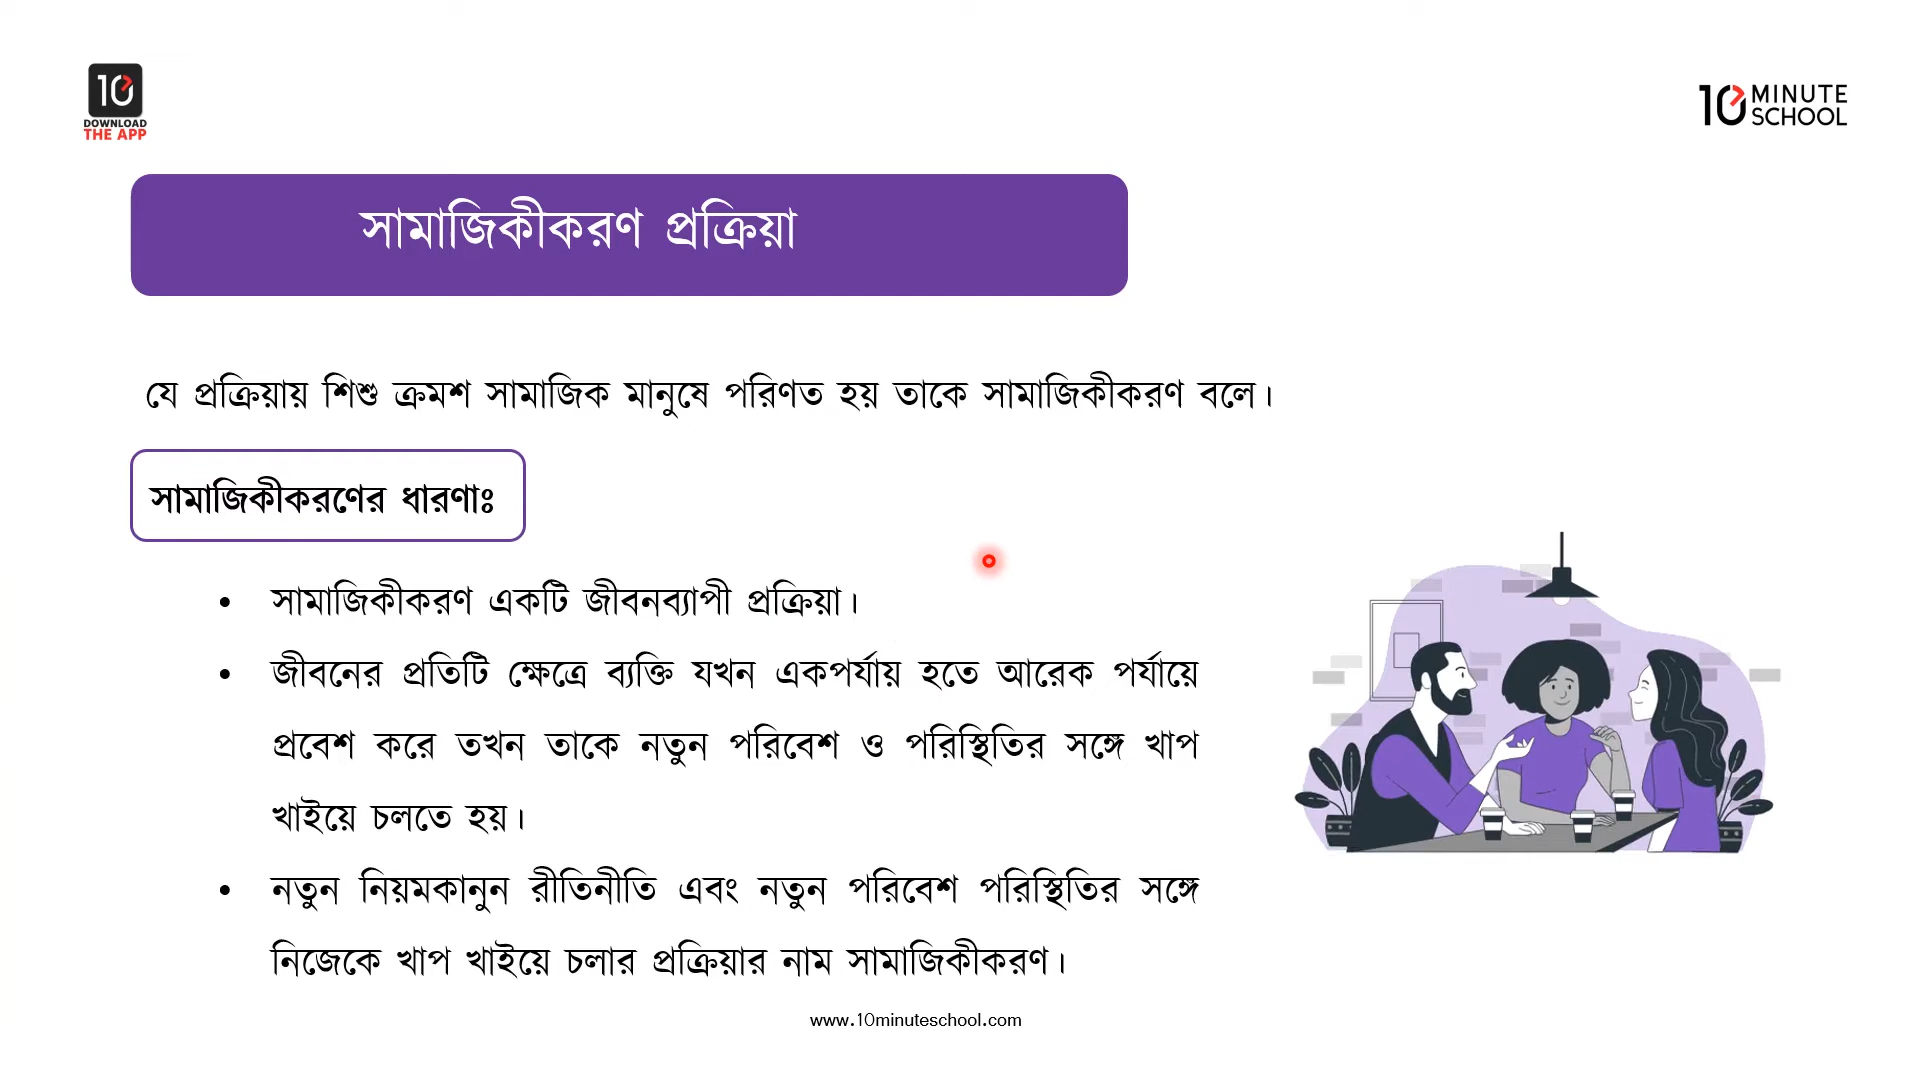 10
DOWNLOAD
THE APP
10 MINUTE
SCHOOL
সামাজিকীকরণ প্রক্রিয়া
যে প্রক্রিয়ায় শিশু ক্রমশ সামাজিক মানুষে পরিণত হয় তাকে সামাজিকীকরণ বলে।
সামাজিকীকরণের ধারণাঃ
• সামাজিকীকরণ একটি জীবনব্যাপী প্রক্রিয়া।
• জীবনের প্রতিটি ক্ষেত্রে ব্যক্তি যখন একপর্যায় হতে আরেক পর্যায়ে
প্রবেশ করে তখন তাকে নতুন পরিবেশ ও পরিস্থিতির সঙ্গে খাপ
খাইয়ে চলতে হয়।
• নতুন নিয়মকানুন রীতিনীতি এবং নতুন পরিবেশ পরিস্থিতির সঙ্গে
নিজেকে খাপ খাইয়ে চলার প্রক্রিয়ার নাম সামাজিকীকরণ।
www.10minuteschool.com